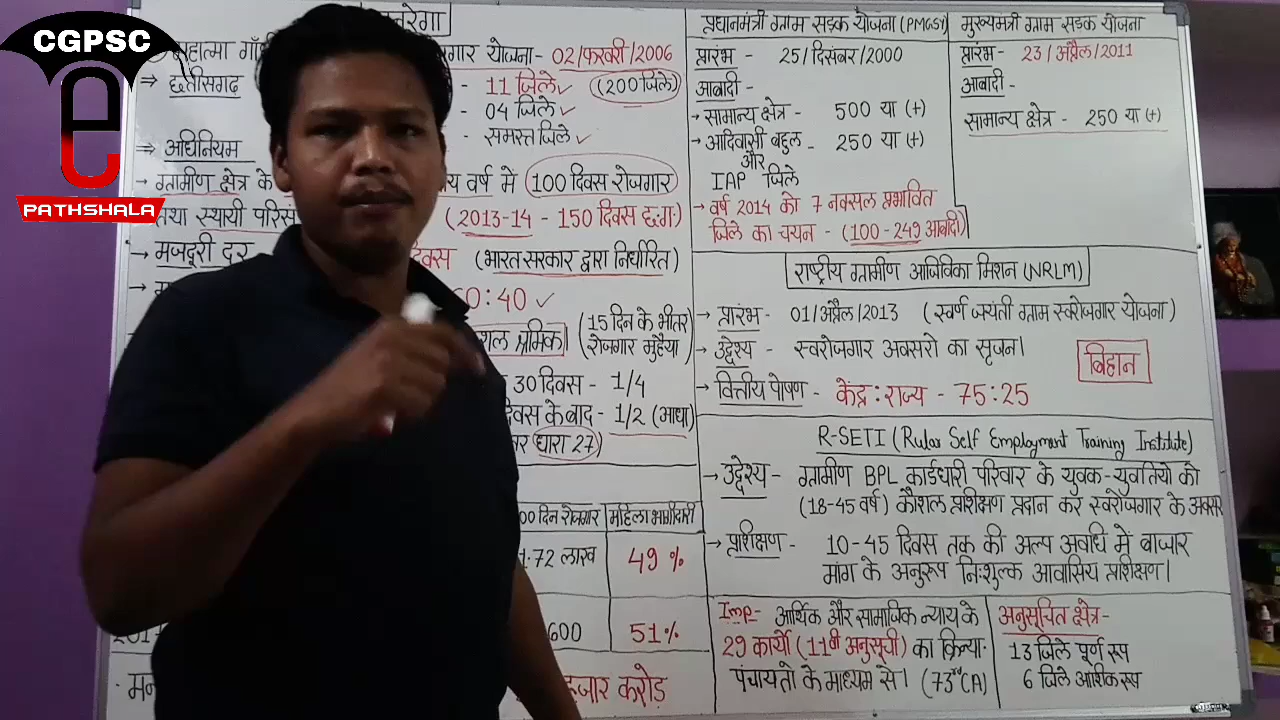 CGPSC
e
PATHSHALA
नरेगा
महात्मा गाँ
रोजगार योजना- 02/फरवरी/2006
⇒ छत्तीसगढ़ - 11 जिले ✓ (200 जिले)
- 04 जिले ✓
- समस्त जिले ✓
⇒ अधिनियम
→ ग्रामीण क्षेत्र के य वर्ष में 100 दिवस रोजगार
तथा स्थायी परिसं (2013-14 - 150 दिवस छ.ग.)
→ मजदूरी दर दिवस (भारत सरकार द्वारा निर्धारित)
60:40 ✓
शल श्रमिक (15 दिन के भीतर
रोजगार मुहैया)
30 दिवस - 1/4
दिवस के बाद - 1/2 (आधा)
धारा 27)
00 दिन रोजगार महिला भागीदारी
.72 लाख 49 %
600 51%
हजार करोड़
प्रधानमंत्री ग्राम सड़क योजना (PMGSY)
प्रारंभ - 25/दिसंबर/2000
आबादी -
→ सामान्य क्षेत्र - 500 या (+)
→ आदिवासी बहुल - 250 या (+)
और
IAP जिले
→ वर्ष 2014 को 7 नक्सल प्रभावित
जिले का चयन - (100-249 आबादी)
मुख्यमंत्री ग्राम सड़क योजना
प्रारंभ- 23/अप्रैल/2011
आबादी -
सामान्य क्षेत्र - 250 या (+)
राष्ट्रीय ग्रामीण आजिविका मिशन (NRLM)
→ प्रारंभ - 01/अप्रैल/2013 (स्वर्ण जयंती ग्राम स्वरोजगार योजना)
→ उद्देश्य - स्वरोजगार अवसरो का सृजन।
बिहान
→ वित्तीय पोषण - केंद्र:राज्य - 75:25
R-SETI (Rular Self Employment Training Institute)
→ उद्देश्य - ग्रामीण BPL कार्डधारी परिवार के युवक-युवतियो को
(18-45 वर्ष) कौशल प्रशिक्षण प्रदान कर स्वरोजगार के अवसर
→ प्रशिक्षण - 10-45 दिवस तक की अल्प अवधि में बाजार
मांग के अनुरूप निःशुल्क आवासिय प्रशिक्षण।
Imp- आर्थिक और सामाजिक न्याय के
29 कार्यो (11वी अनुसूची) का क्रिन्या.
पंचायतो के माध्यम से। (73rd CA)
अनुसूचित क्षेत्र-
13 जिले पूर्ण रूप
6 जिले आंशिक रूप